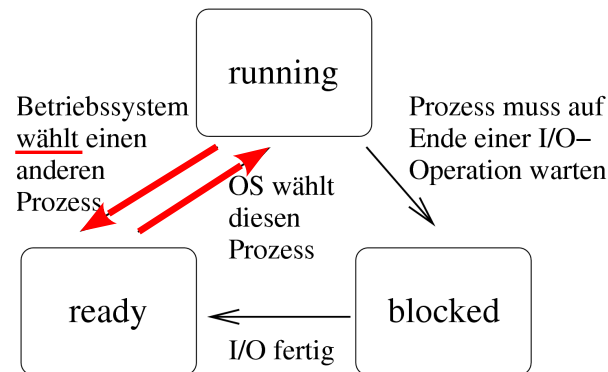 running
Betriebssystem
wählt einen
anderen
Prozess
Prozess muss auf
Ende einer I/O–
Operation warten
OS wählt
diesen
Prozess
ready
blocked
I/O fertig